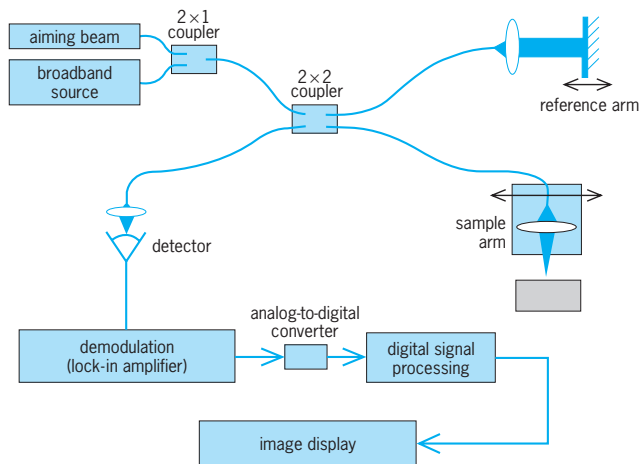 aiming beam
broadband
source
2 × 1
coupler
2 × 2
coupler
reference arm
detector
sample
arm
demodulation
(lock-in amplifier)
analog-to-digital
converter
digital signal
processing
image display